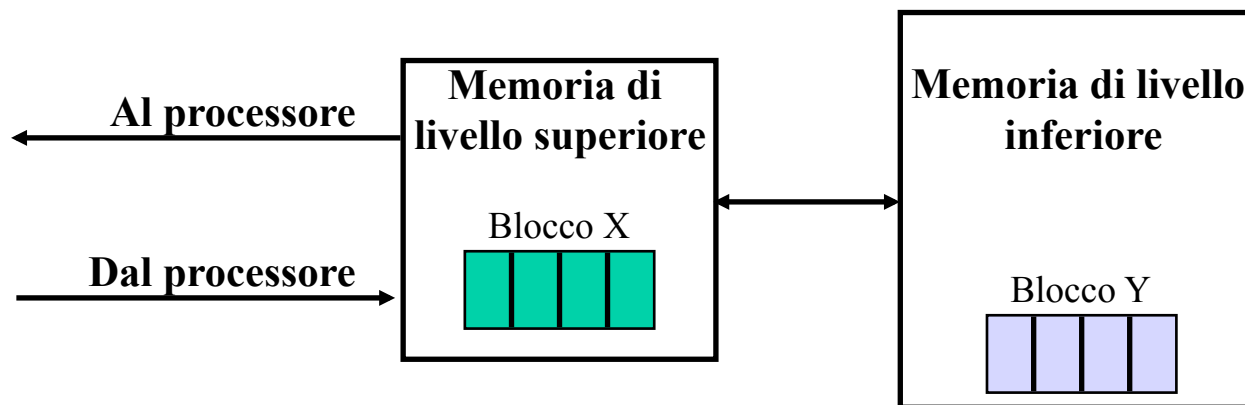 Al processore
Dal processore
Memoria di
livello superiore
Blocco X
Memoria di livello
inferiore
Blocco Y